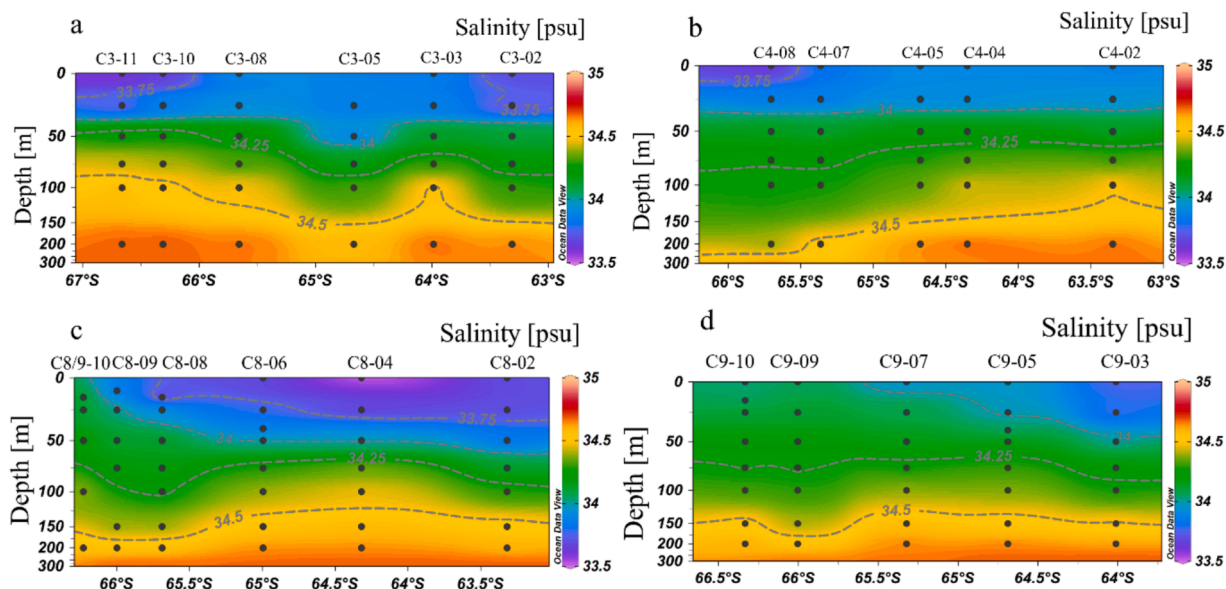 a
Salinity [psu]
C3-11 C3-10 C3-08 C3-05 C3-03 C3-02
0
50
100
150
200
300
Depth [m]
33.75
33.75
34
34.25
34.5
35
34.5
34
33.5
Ocean Data View
67°S 66°S 65°S 64°S 63°S
b
Salinity [psu]
C4-08 C4-07 C4-05 C4-04 C4-02
0
50
100
150
200
300
Depth [m]
33.75
34
34.25
34.5
35
34.5
34
33.5
Ocean Data View
66°S 65.5°S 65°S 64.5°S 64°S 63.5°S 63°S
c
Salinity [psu]
C8/9-10 C8-09 C8-08 C8-06 C8-04 C8-02
0
50
100
150
200
300
Depth [m]
33.75
34
34.25
34.5
35
34.5
34
33.5
Ocean Data View
66°S 65.5°S 65°S 64.5°S 64°S 63.5°S
d
Salinity [psu]
C9-10 C9-09 C9-07 C9-05 C9-03
0
50
100
150
200
300
Depth [m]
34
34.25
34.5
35
34.5
34
33.5
Ocean Data View
66.5°S 66°S 65.5°S 65°S 64.5°S 64°S